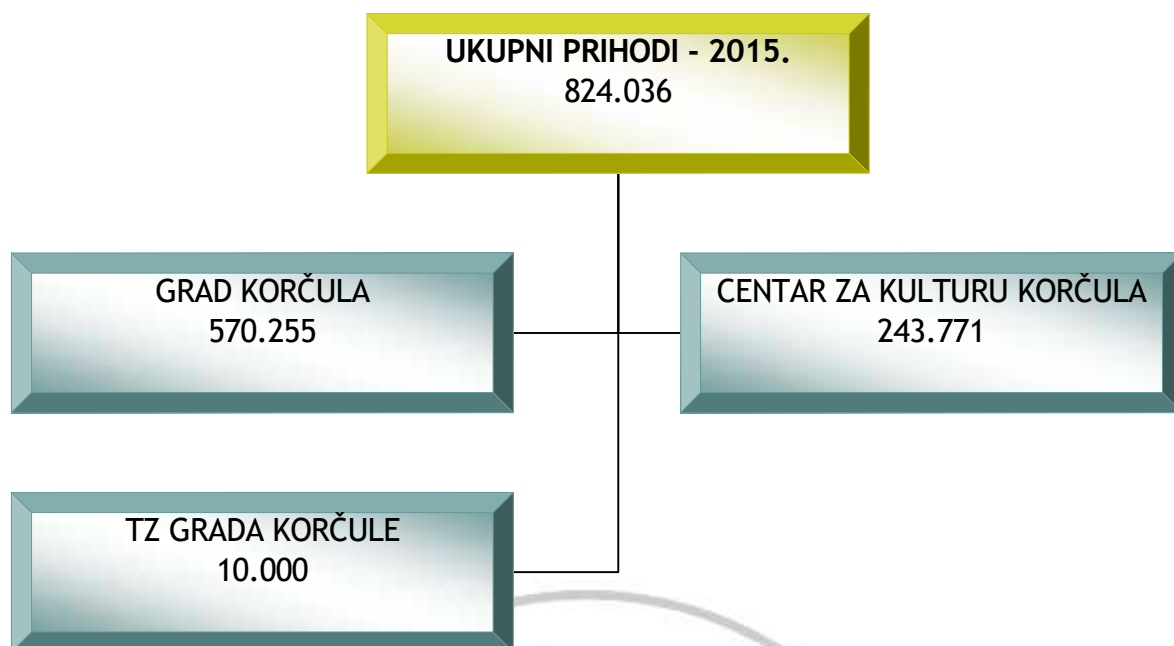 UKUPNI PRIHODI - 2015.
824.036
GRAD KORČULA
570.255
CENTAR ZA KULTURU KORČULA
243.771
TZ GRADA KORČULE
10.000